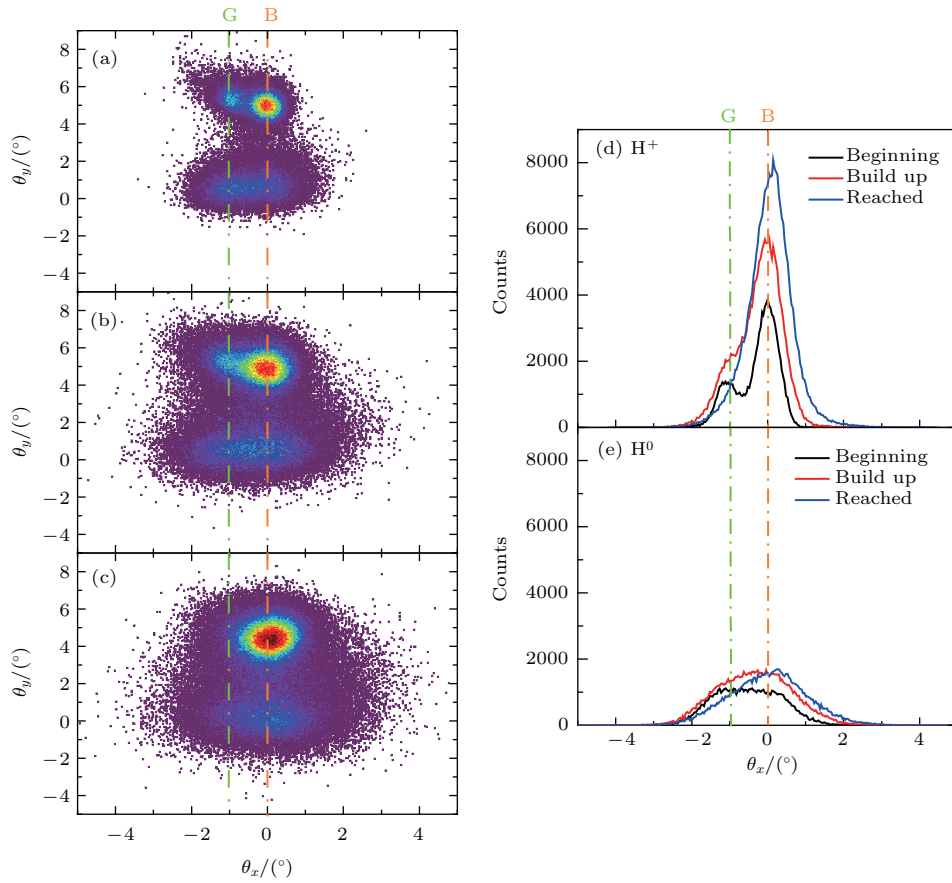 G B
(a)
8
6
4
2
0
−2
−4
θy/(°)
(b)
8
6
4
2
0
−2
−4
θy/(°)
(c)
8
6
4
2
0
−2
−4
θy/(°)
−4 −2 0 2 4
θx/(°)
G B
(d) H+
Beginning
Build up
Reached
8000
6000
4000
2000
0
Counts
(e) H0
Beginning
Build up
Reached
8000
6000
4000
2000
0
Counts
−4 −2 0 2 4
θx/(°)